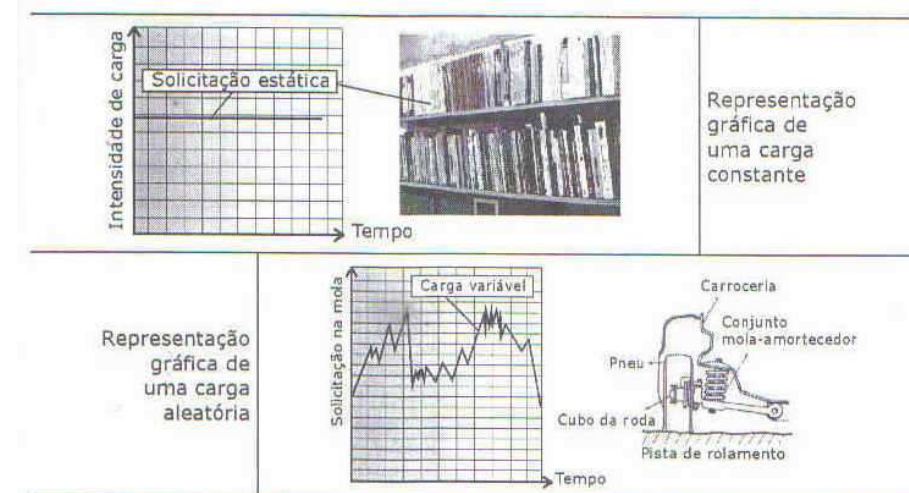 Intensidade de carga
Solicitação estática
Tempo
Representação
gráfica de
uma carga
constante
Representação
gráfica de
uma carga
aleatória
Solicitação na mola
Carga variável
Tempo
Carroceria
Conjunto
mola-amortecedor
Pneu
Cubo da roda
Pista de rolamento